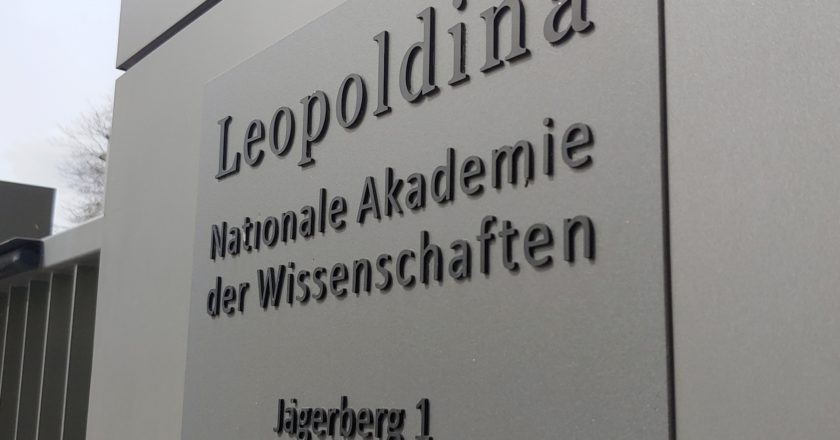 Leopoldina
Nationale Akademie
der Wissenschaften
Jägerberg 1